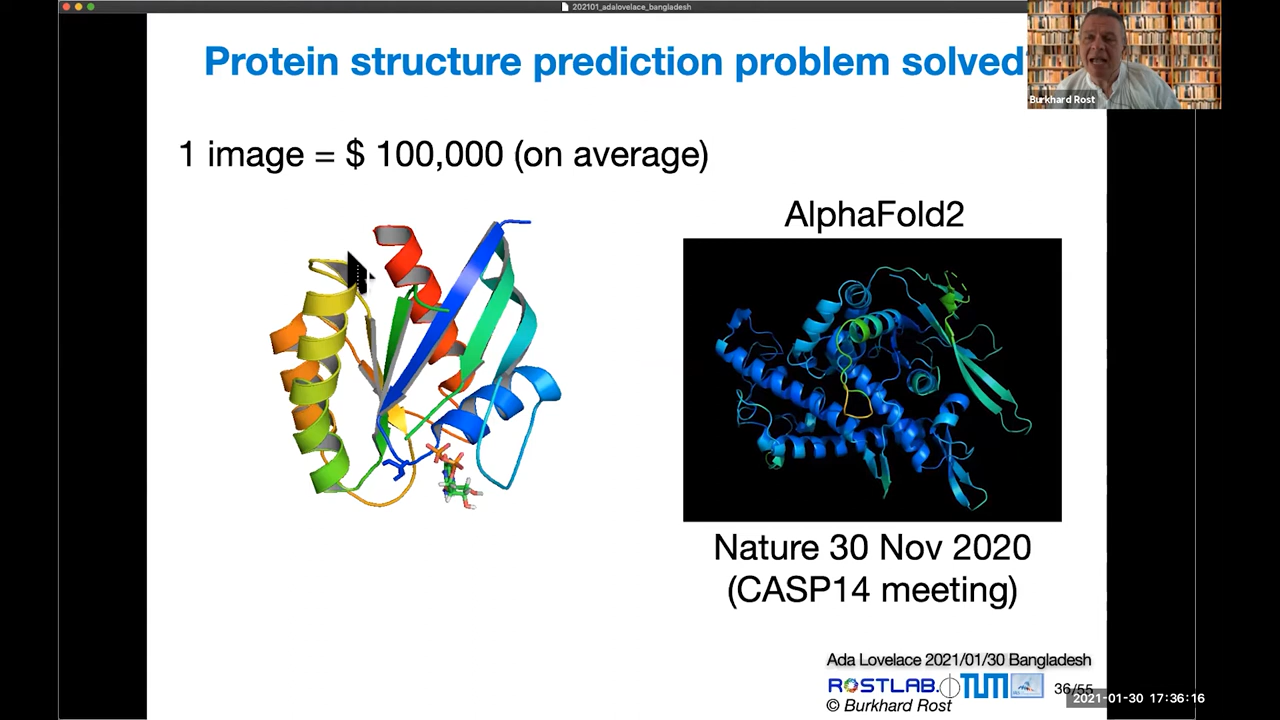 202101_adalovelace_bangladesh
Protein structure prediction problem solved
Burkhard Rost
1 image = $ 100,000 (on average)
AlphaFold2
Nature 30 Nov 2020
(CASP14 meeting)
Ada Lovelace 2021/01/30 Bangladesh
ROSTLAB. TUM
36/55
2021-01-30 17:36:16
© Burkhard Rost